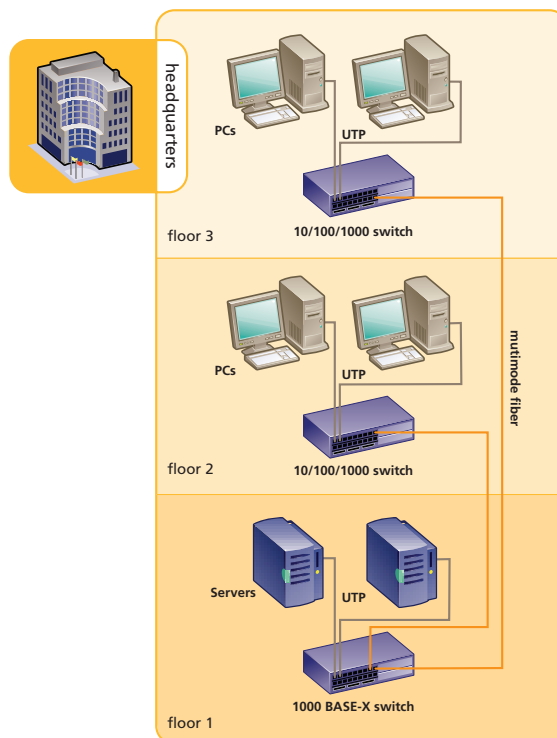 headquarters
PCs
UTP
10/100/1000 switch
floor 3
PCs
UTP
mutimode fiber
10/100/1000 switch
floor 2
Servers
UTP
1000 BASE-X switch
floor 1